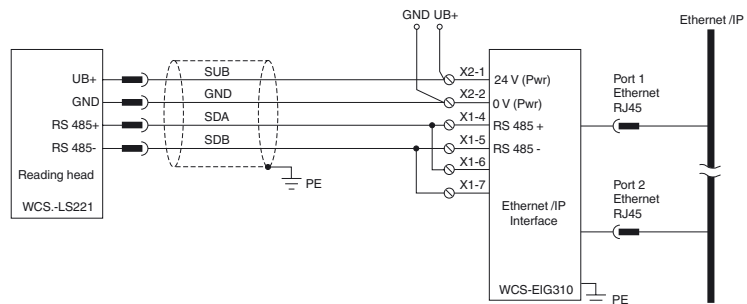 GND UB+
Ethernet /IP
UB+
SUB
X2-1
24 V (Pwr)
Port 1
Ethernet
RJ45
GND
GND
X2-2
0 V (Pwr)
RS 485+
SDA
X1-4
RS 485 +
RS 485-
SDB
X1-5
RS 485 -
X1-6
Reading head
PE
X1-7
Port 2
Ethernet
RJ45
WCS.-LS221
Ethernet /IP
Interface
WCS-EIG310
PE